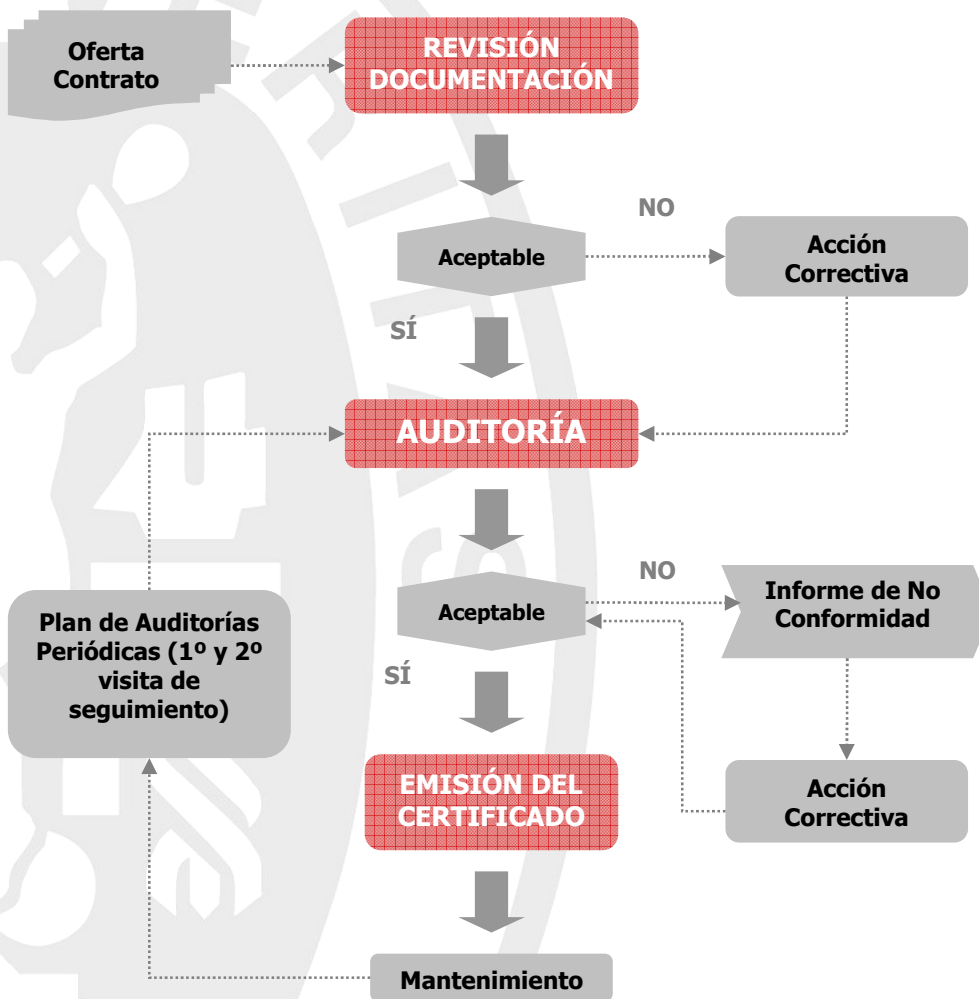 Oferta
Contrato
REVISIÓN
DOCUMENTACIÓN
NO
Aceptable
Acción
Correctiva
SÍ
AUDITORÍA
NO
Aceptable
Informe de No
Conformidad
Plan de Auditorías
Periódicas (1º y 2º
visita de
seguimiento)
SÍ
EMISIÓN DEL
CERTIFICADO
Acción
Correctiva
Mantenimiento